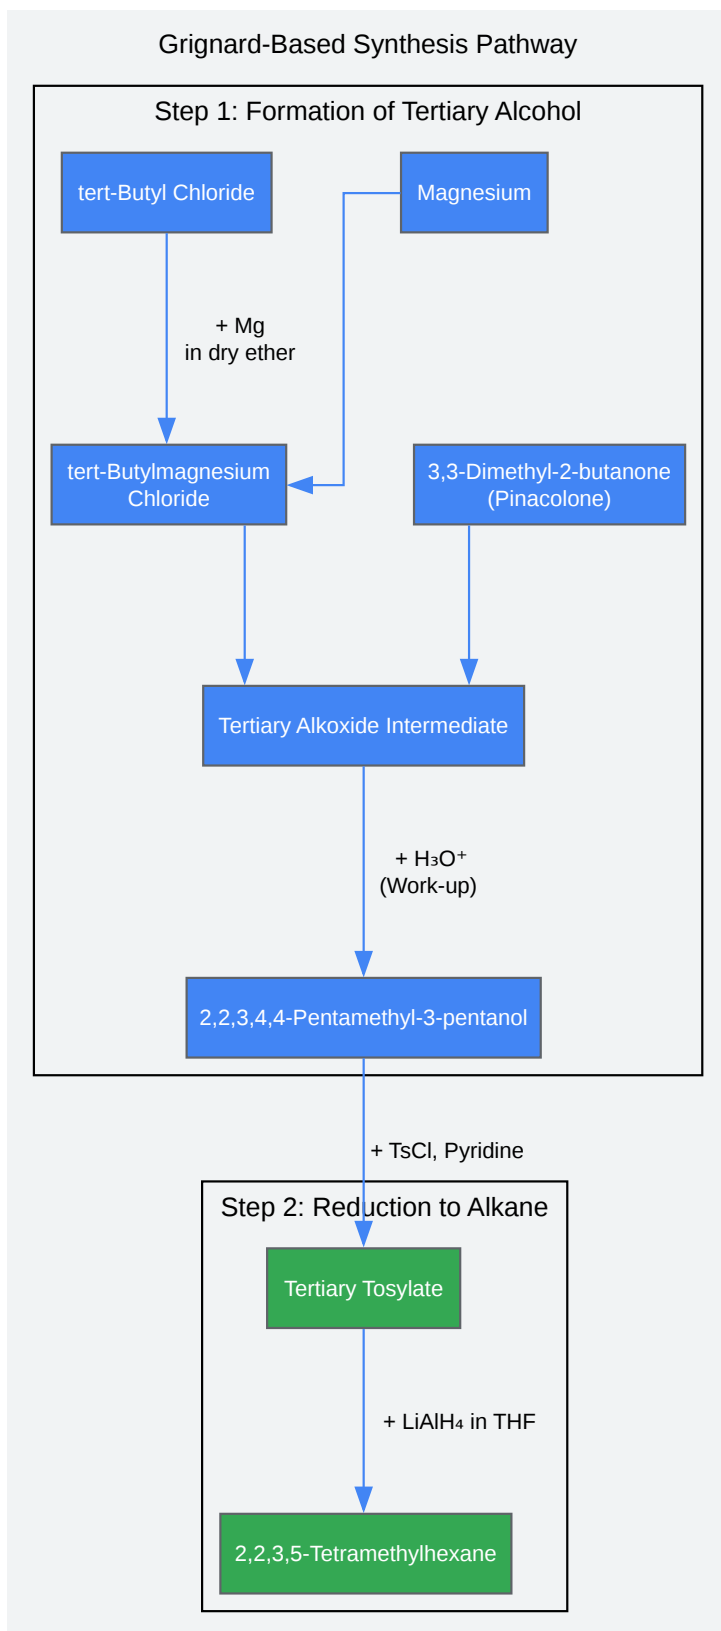 Grignard-Based Synthesis Pathway
Step 1: Formation of Tertiary Alcohol
tert-Butyl Chloride
Magnesium
+ Mg
in dry ether
tert-Butylmagnesium
Chloride
3,3-Dimethyl-2-butanone
(Pinacolone)
Tertiary Alkoxide Intermediate
+ H₃O⁺
(Work-up)
2,2,3,4,4-Pentamethyl-3-pentanol
+ TsCl, Pyridine
Step 2: Reduction to Alkane
Tertiary Tosylate
+ LiAlH₄ in THF
2,2,3,5-Tetramethylhexane